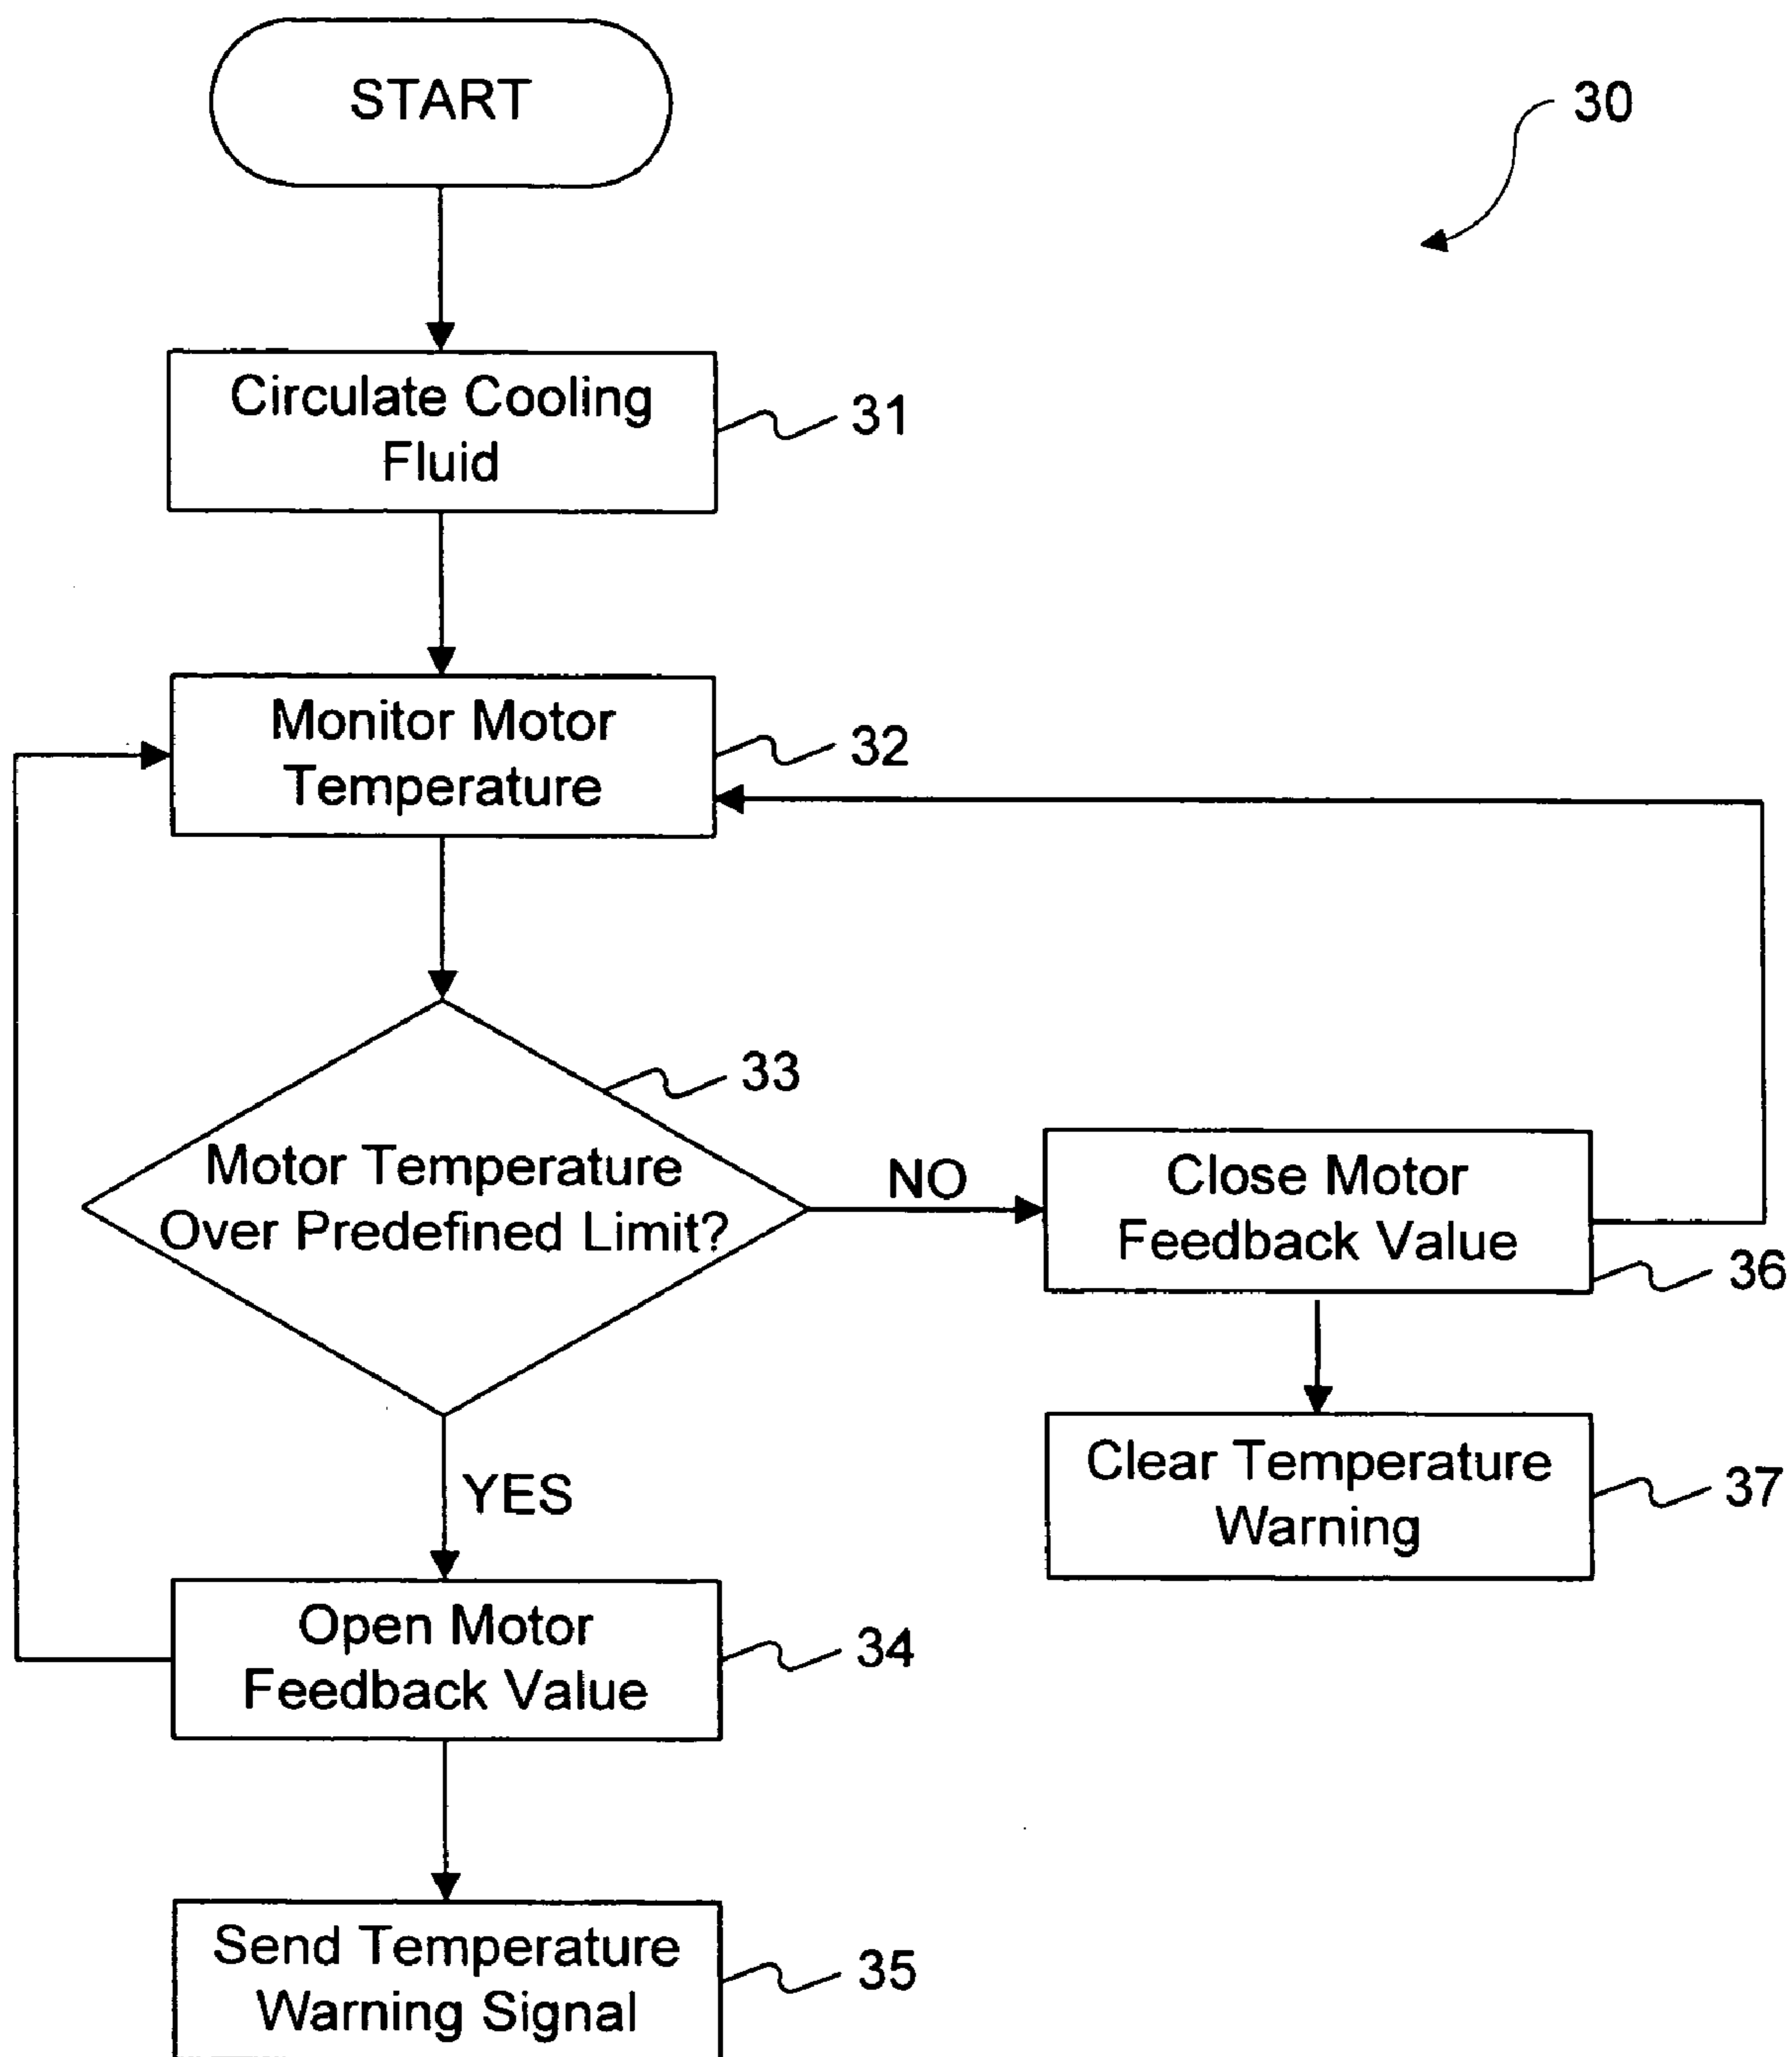 START
30
Circulate Cooling
Fluid
31
Monitor Motor
Temperature
32
33
Motor Temperature
Over Predefined Limit?
NO
Close Motor
Feedback Value
36
YES
Clear Temperature
Warning
37
Open Motor
Feedback Value
34
Send Temperature
Warning Signal
35